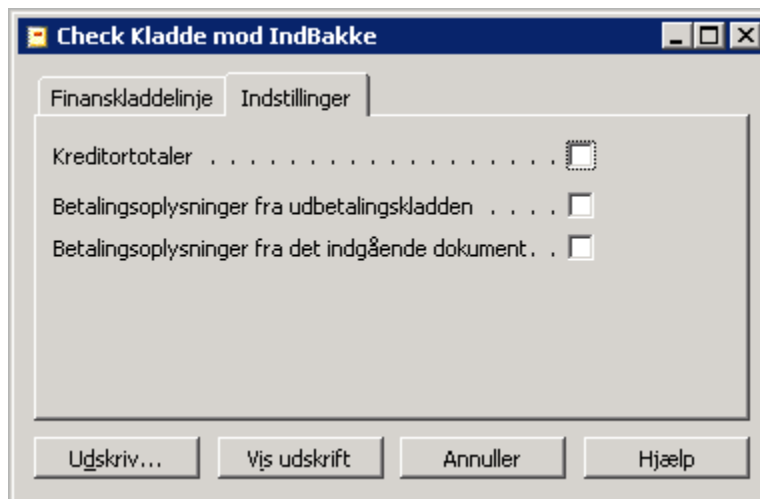 Check Kladde mod IndBakke
Finanskladdelinje Indstillinger
Kreditortotaler . . . . . . . . . . . . . . . . . .
Betalingsoplysninger fra udbetalingskladden . . . .
Betalingsoplysninger fra det indgående dokument. . .
Udskriv... Vis udskrift Annuller Hjælp